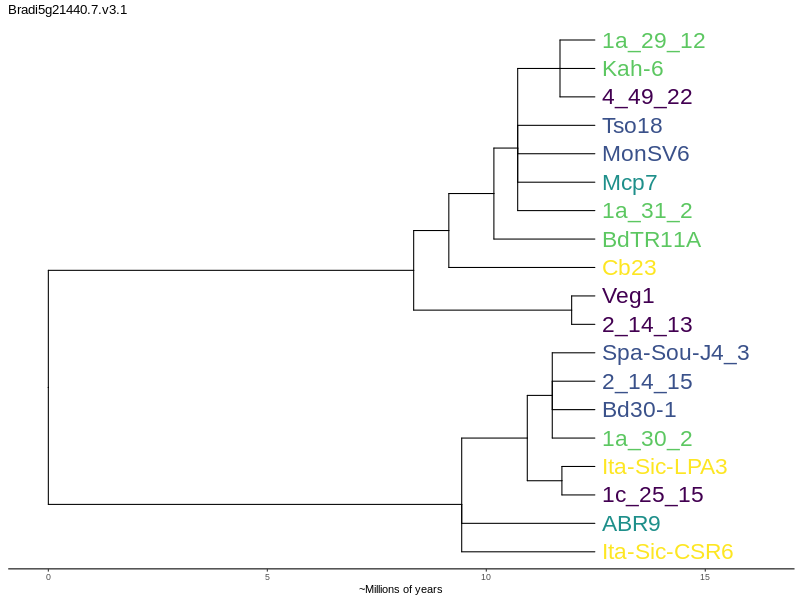 Bradi5g21440.7.v3.1
1a_29_12
Kah-6
4_49_22
Tso18
MonSV6
Mcp7
1a_31_2
BdTR11A
Cb23
Veg1
2_14_13
Spa-Sou-J4_3
2_14_15
Bd30-1
1a_30_2
Ita-Sic-LPA3
1c_25_15
ABR9
Ita-Sic-CSR6
0 5 10 15
~Millions of years